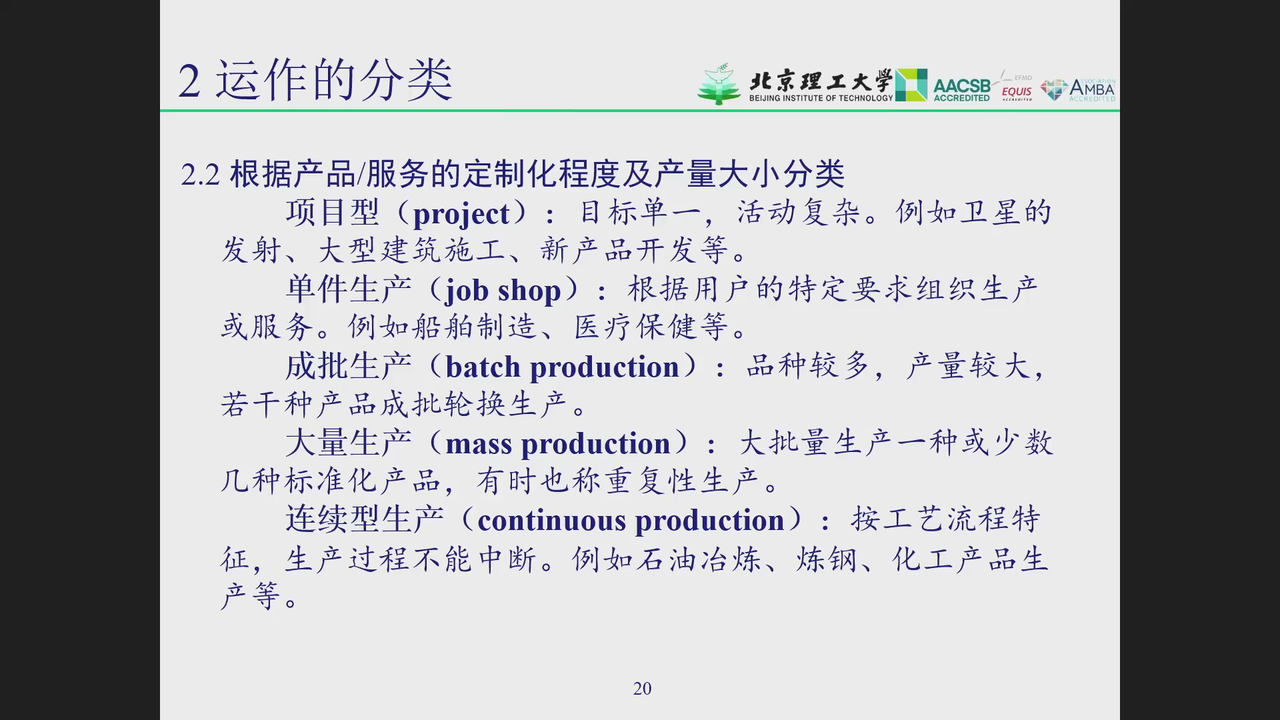 2 运作的分类
北京理工大学
BEIJING INSTITUTE OF TECHNOLOGY
AACSB
ACCREDITED
EFMD
EQUIS
ACCREDITED
ASSOCIATION
AMBA
ACCREDITED
2.2 根据产品/服务的定制化程度及产量大小分类
项目型（project）：目标单一，活动复杂。例如卫星的
发射、大型建筑施工、新产品开发等。
单件生产（job shop）：根据用户的特定要求组织生产
或服务。例如船舶制造、医疗保健等。
成批生产（batch production）：品种较多，产量较大，
若干种产品成批轮换生产。
大量生产（mass production）：大批量生产一种或少数
几种标准化产品，有时也称重复性生产。
连续型生产（continuous production）：按工艺流程特
征，生产过程不能中断。例如石油冶炼、炼钢、化工产品生
产等。
20